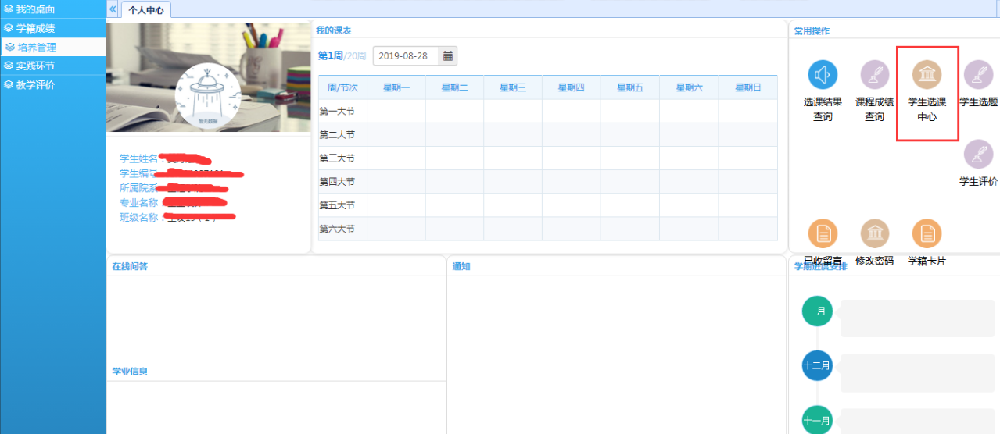 我的桌面
学籍成绩
培养管理
实践环节
教学评价
个人中心
暂无数据
学生姓名：
学生编号
所属院系
专业名称：
班级名称：
我的课表
第1周/20周 2019-08-28
周/节次 星期一 星期二 星期三 星期四 星期五 星期六 星期日
第一大节
第二大节
第三大节
第四大节
第五大节
第六大节
常用操作
选课结果
查询
课程成绩
查询
学生选课
中心
学生选题
学生评价
已收留言
修改密码
学籍卡片
在线问答
学业信息
通知
学期进度安排
一月
十二月
十一月